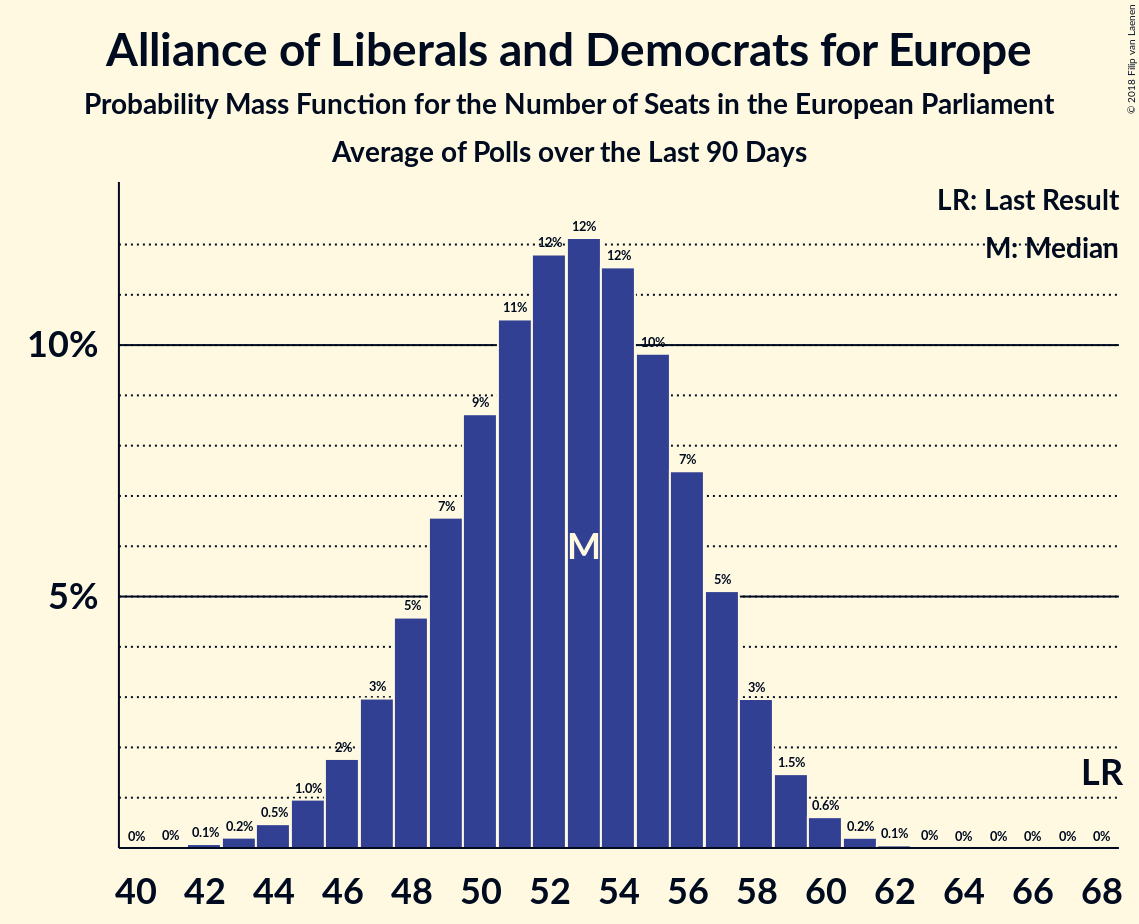 Alliance of Liberals and Democrats for Europe
Probability Mass Function for the Number of Seats in the European Parliament
Average of Polls over the Last 90 Days
© 2018 Filip van Laenen
LR: Last Result
M: Median
10%
5%
0% 0% 0.1% 0.2% 0.5% 1.0% 2% 3% 5% 7% 9% 11% 12% 12% 12% 10% 7% 5% 3% 1.5% 0.6% 0.2% 0.1% 0% 0% 0% 0% 0% 0%
M
LR
40 42 44 46 48 50 52 54 56 58 60 62 64 66 68